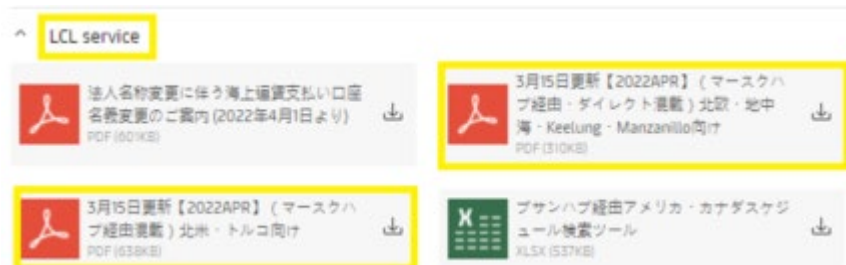 LCL service
法人名称変更に伴う海上運賃支払い口座
名義変更のご案内 (2022年4月1日より)
PDF (601KB)
3月15日更新【2022APR】 ( マースクハ
ブ経由・ダイレクト混載 ) 北欧・地中
海・Keelung・Manzanillo向け
PDF (310KB)
3月15日更新【2022APR】 ( マースクハ
ブ経由混載 ) 北米・トルコ向け
PDF (638KB)
プサンハブ経由アメリカ・カナダスケジ
ュール検索ツール
XLSX (537KB)